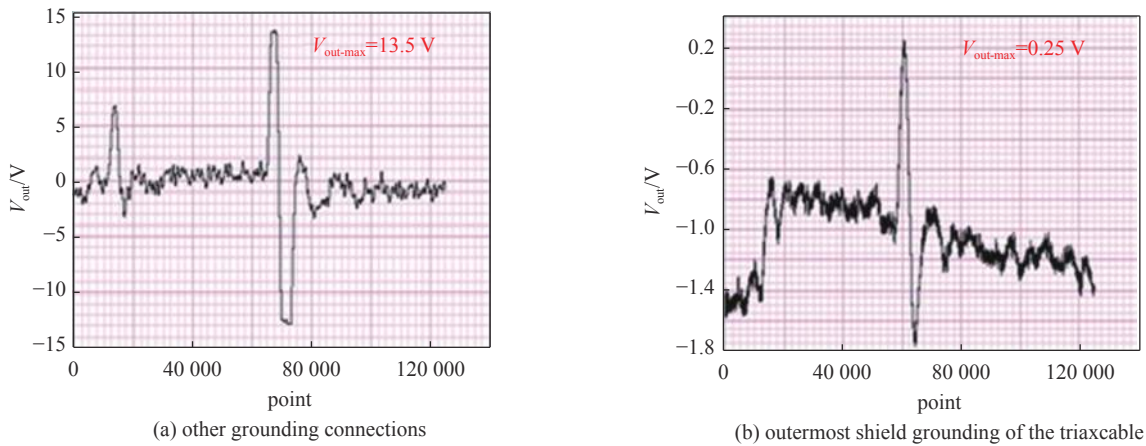 V_out-max=13.5 V
15
10
5
0
−5
−10
−15
V_out/V
0 40 000 80 000 120 000
point
(a) other grounding connections
V_out-max=0.25 V
0.2
−0.2
−0.6
−1.0
−1.4
−1.8
V_out/V
0 40 000 80 000 120 000
point
(b) outermost shield grounding of the triaxcable